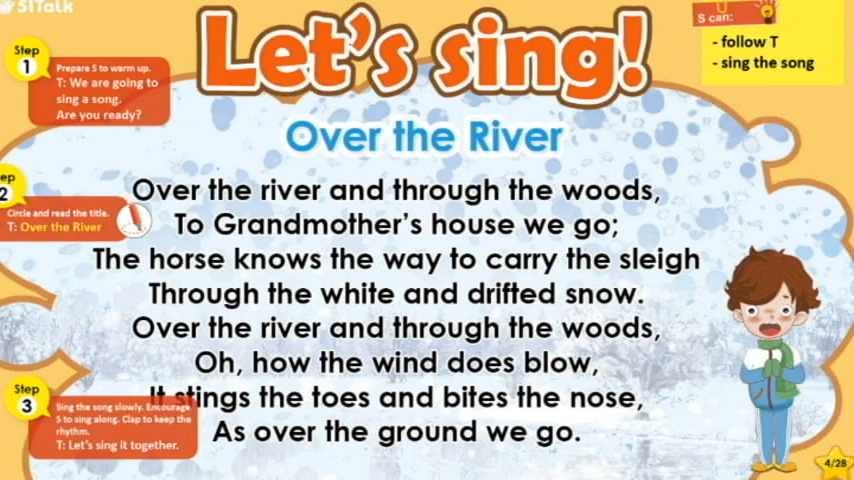 51Talk
Let's sing!
S can:
- follow T
- sing the song
Step
1
Prepare S to warm up.
T: We are going to
sing a song.
Are you ready?
Over the River
Over the river and through the woods,
To Grandmother's house we go;
The horse knows the way to carry the sleigh
Through the white and drifted snow.
Over the river and through the woods,
Oh, how the wind does blow,
It stings the toes and bites the nose,
As over the ground we go.
ep
2
Circle and read the title.
T: Over the River
Step
3
Sing the song slowly. Encourage
S to sing along. Clap to keep the
rhythm.
T: Let's sing it together.
4/28